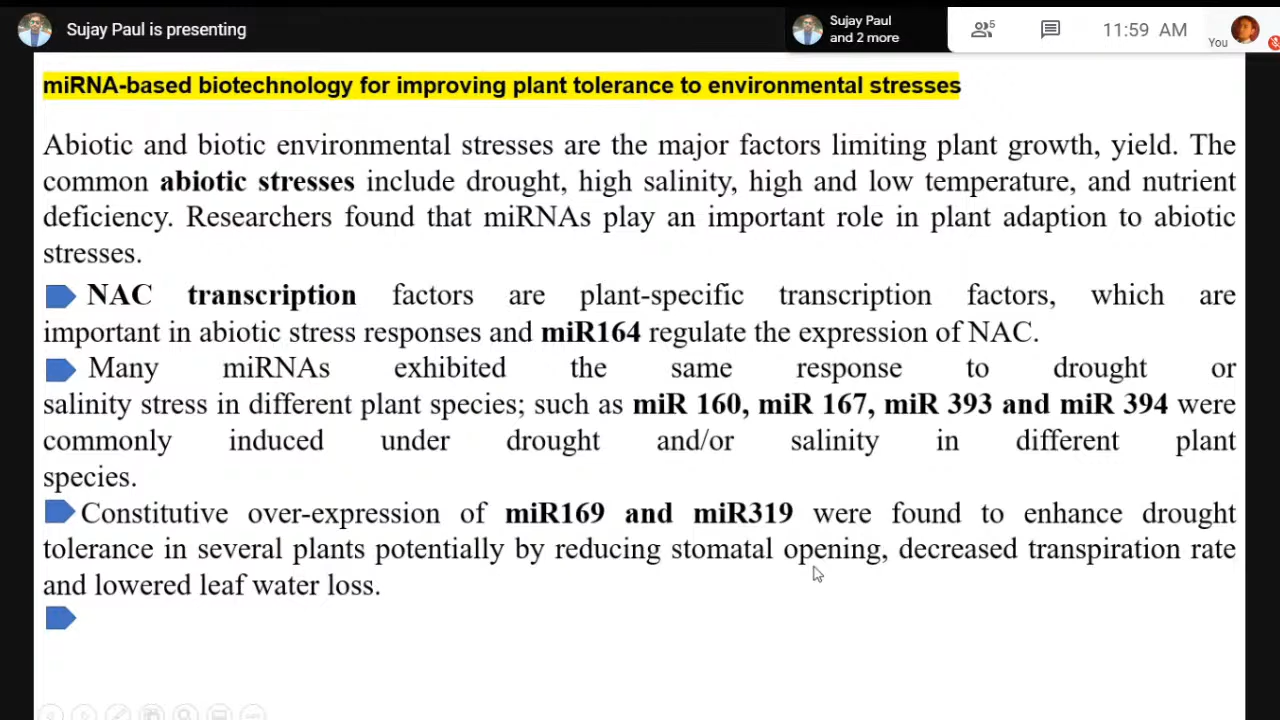 Sujay Paul is presenting
Sujay Paul
and 2 more
5
11:59 AM
You
miRNA-based biotechnology for improving plant tolerance to environmental stresses
Abiotic and biotic environmental stresses are the major factors limiting plant growth, yield. The
common abiotic stresses include drought, high salinity, high and low temperature, and nutrient
deficiency. Researchers found that miRNAs play an important role in plant adaption to abiotic
stresses.
NAC transcription factors are plant-specific transcription factors, which are
important in abiotic stress responses and miR164 regulate the expression of NAC.
Many miRNAs exhibited the same response to drought or
salinity stress in different plant species; such as miR 160, miR 167, miR 393 and miR 394 were
commonly induced under drought and/or salinity in different plant
species.
Constitutive over-expression of miR169 and miR319 were found to enhance drought
tolerance in several plants potentially by reducing stomatal opening, decreased transpiration rate
and lowered leaf water loss.